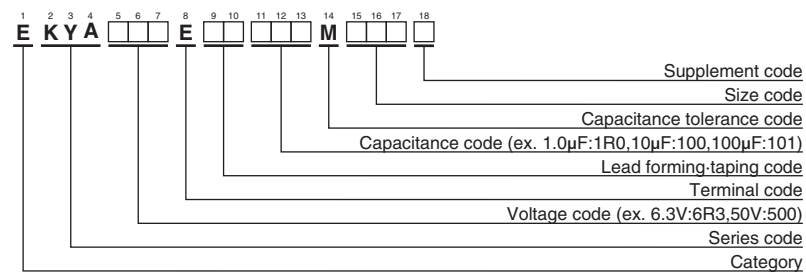 1 2 3 4 5 6 7 8 9 10 11 12 13 14 15 16 17 18
E K Y A E M
Supplement code
Size code
Capacitance tolerance code
Capacitance code (ex. 1.0μF:1R0,10μF:100,100μF:101)
Lead forming·taping code
Terminal code
Voltage code (ex. 6.3V:6R3,50V:500)
Series code
Category